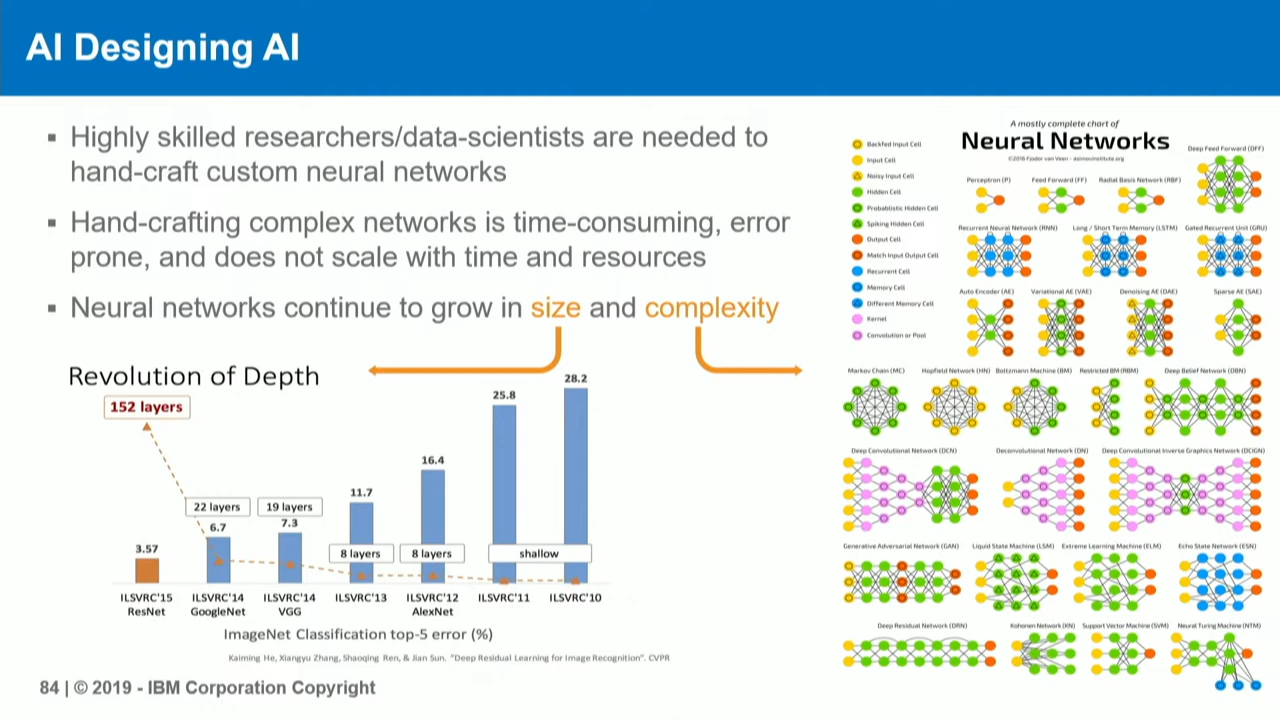 AI Designing AI
▪ Highly skilled researchers/data-scientists are needed to
hand-craft custom neural networks
▪ Hand-crafting complex networks is time-consuming, error
prone, and does not scale with time and resources
▪ Neural networks continue to grow in size and complexity
Revolution of Depth
152 layers
22 layers
19 layers
8 layers
8 layers
shallow
3.57
6.7
7.3
11.7
16.4
25.8
28.2
ILSVRC'15
ResNet
ILSVRC'14
GoogleNet
ILSVRC'14
VGG
ILSVRC'13
ILSVRC'12
AlexNet
ILSVRC'11
ILSVRC'10
ImageNet Classification top-5 error (%)
Kaiming He, Xiangyu Zhang, Shaoqing Ren, & Jian Sun. "Deep Residual Learning for Image Recognition". CVPR
A mostly complete chart of
Neural Networks
©2016 Fjodor van Veen - asimovinstitute.org
Backfed Input Cell
Input Cell
Noisy Input Cell
Hidden Cell
Probablistic Hidden Cell
Spiking Hidden Cell
Output Cell
Match Input Output Cell
Recurrent Cell
Memory Cell
Different Memory Cell
Kernel
Convolution or Pool
Deep Feed Forward (DFF)
Perceptron (P)
Feed Forward (FF)
Radial Basis Network (RBF)
Recurrent Neural Network (RNN)
Long / Short Term Memory (LSTM)
Gated Recurrent Unit (GRU)
Auto Encoder (AE)
Variational AE (VAE)
Denoising AE (DAE)
Sparse AE (SAE)
Markov Chain (MC)
Hopfield Network (HN)
Boltzmann Machine (BM)
Restricted BM (RBM)
Deep Belief Network (DBN)
Deep Convolutional Network (DCN)
Deconvolutional Network (DN)
Deep Convolutional Inverse Graphics Network (DCIGN)
Generative Adversarial Network (GAN)
Liquid State Machine (LSM)
Extreme Learning Machine (ELM)
Echo State Network (ESN)
Deep Residual Network (DRN)
Kohonen Network (KN)
Support Vector Machine (SVM)
Neural Turing Machine (NTM)
84 | © 2019 - IBM Corporation Copyright